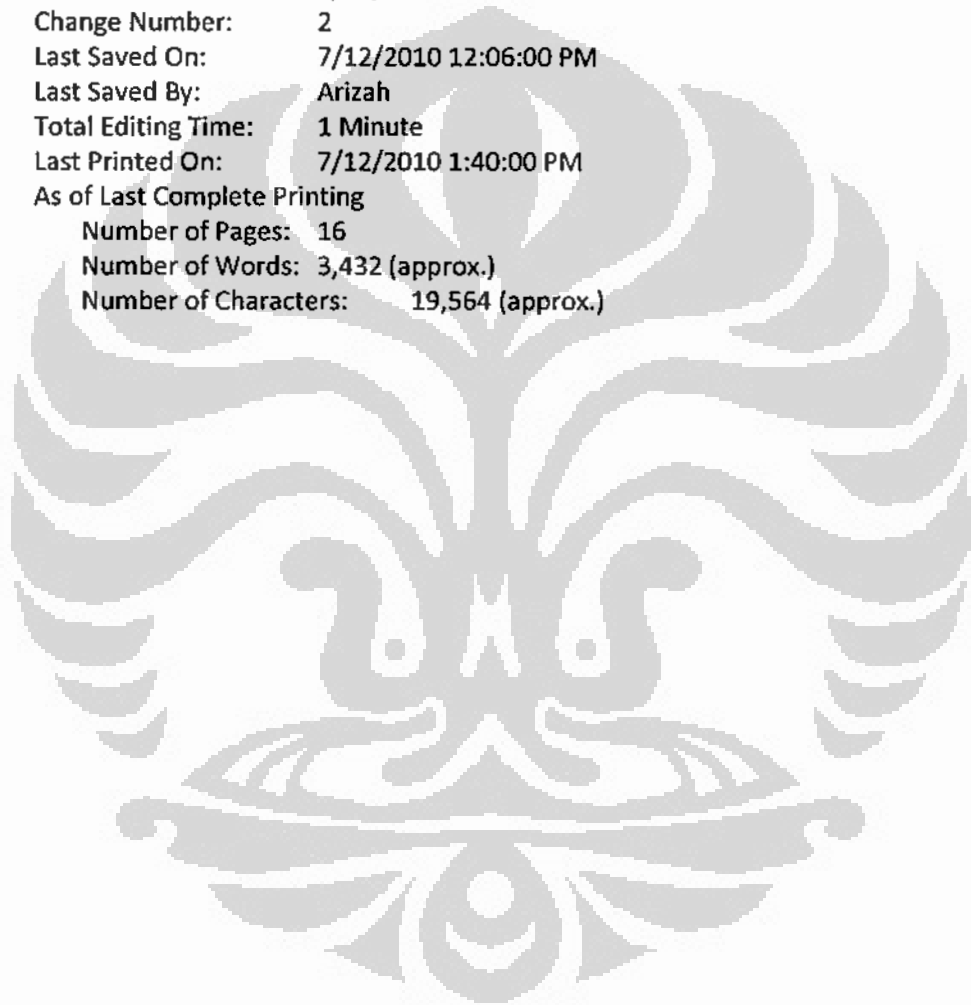 Change Number: 2
Last Saved On: 7/12/2010 12:06:00 PM
Last Saved By: Arizah
Total Editing Time: 1 Minute
Last Printed On: 7/12/2010 1:40:00 PM
As of Last Complete Printing
Number of Pages: 16
Number of Words: 3,432 (approx.)
Number of Characters: 19,564 (approx.)